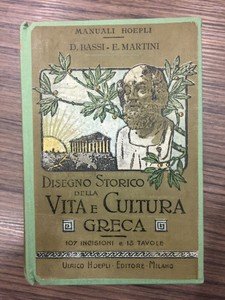 MANUALI HOEPLI
D. BASSI - E. MARTINI
DISEGNO STORICO
DELLA
VITA E CULTURA
GRECA
107 INCISIONI E 13 TAVOLE
ULRICO HOEPLI - EDITORE - MILANO